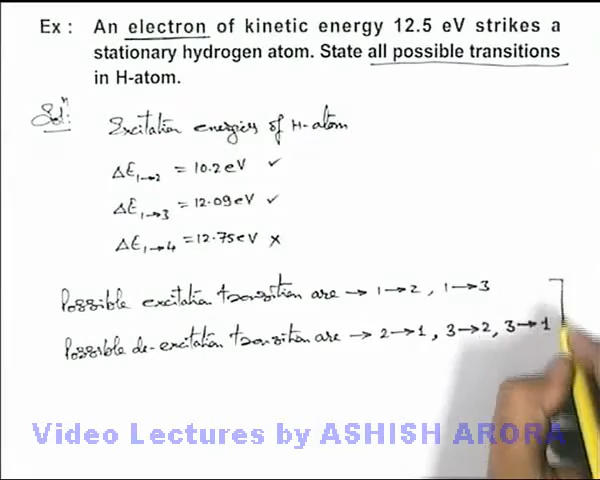 Ex : An electron of kinetic energy 12.5 eV strikes a
stationary hydrogen atom. State all possible transitions
in H-atom.
Solⁿ:
Excitation energies of H-atom
ΔE₁→₂ = 10.2 eV ✓
ΔE₁→₃ = 12.09 eV ✓
ΔE₁→₄ = 12.75 eV ×
Possible excitation transition are → 1→2, 1→3
Possible de-excitation transition are → 2→1, 3→2, 3→1
Video Lectures by ASHISH ARORA